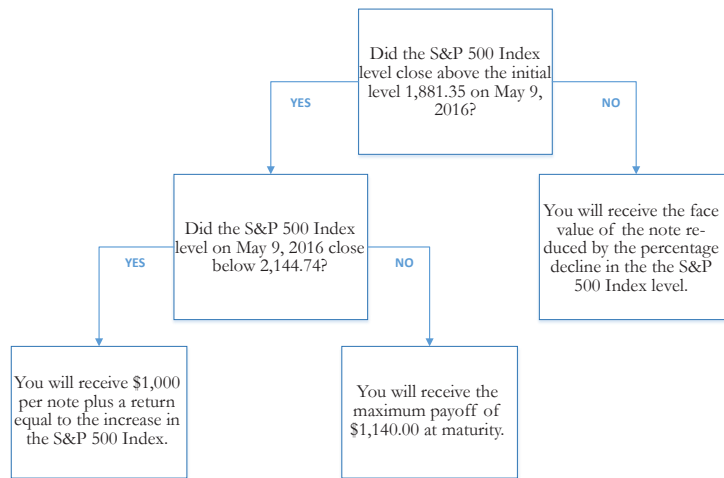 Did the S&P 500 Index
level close above the initial
level 1,881.35 on May 9,
2016?
YES
NO
Did the S&P 500 Index
level on May 9, 2016 close
below 2,144.74?
You will receive the face
value of the note re-
duced by the percentage
decline in the the S&P
500 Index level.
YES
NO
You will receive $1,000
per note plus a return
equal to the increase in
the S&P 500 Index.
You will receive the
maximum payoff of
$1,140.00 at maturity.